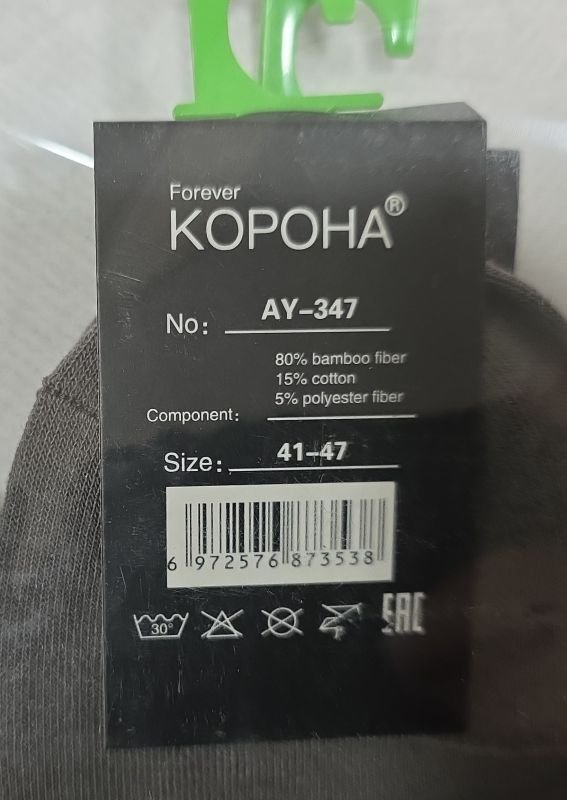 Forever
КОРОНА®
No: AY-347
80% bamboo fiber
15% cotton
5% polyester fiber
Component:
Size: 41-47
6 972576 873538
30°
EAC